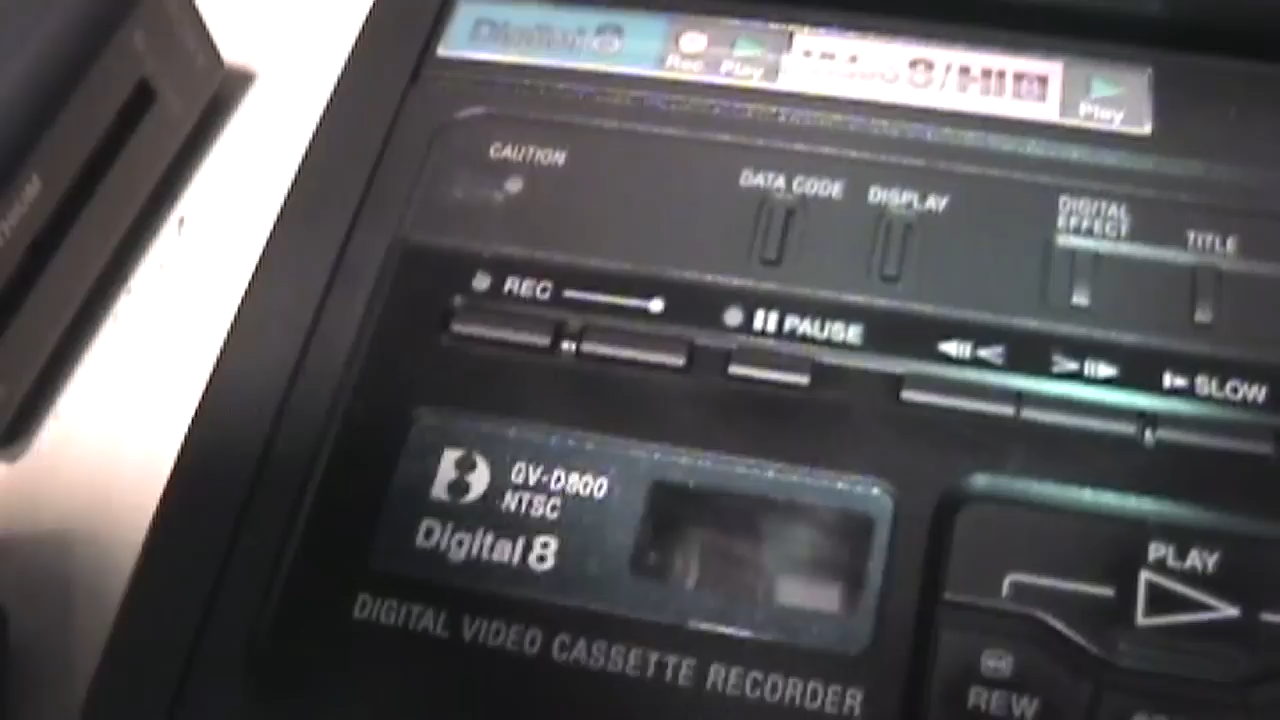 Digital 8
Rec Play
Video 8/Hi8
Play
CAUTION
DATA CODE
DISPLAY
DIGITAL
EFFECT
TITLE
REC
PAUSE
SLOW
GV-D800
NTSC
Digital 8
DIGITAL VIDEO CASSETTE RECORDER
PLAY
REW